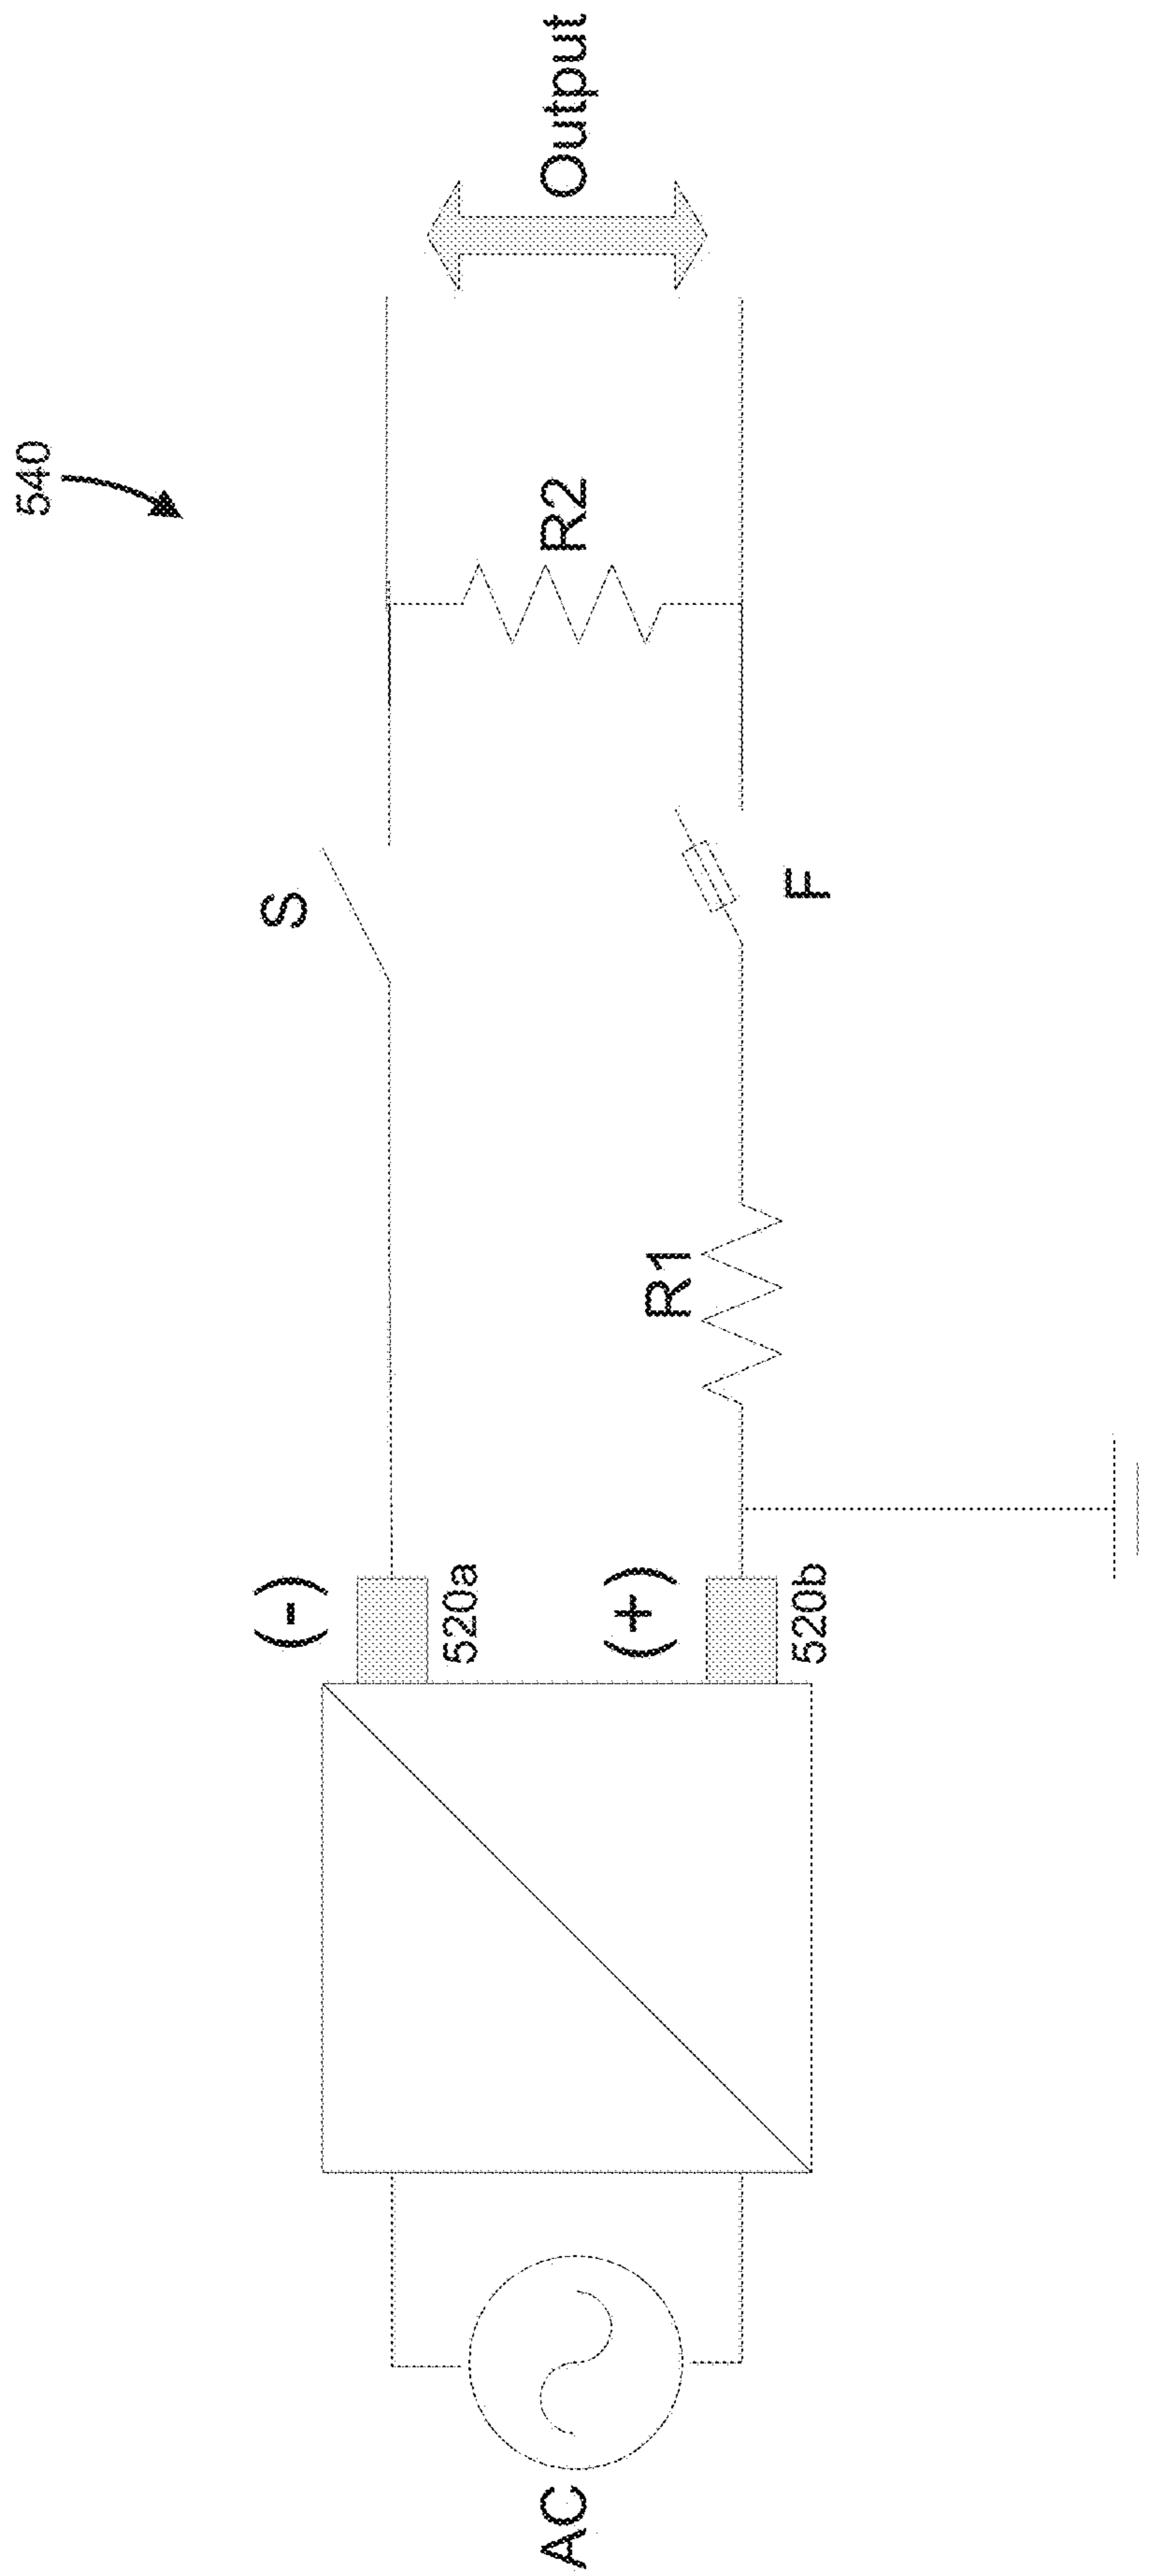 540
Output
R2
S
F
R1
(-)
520a
(+)
520b
AC